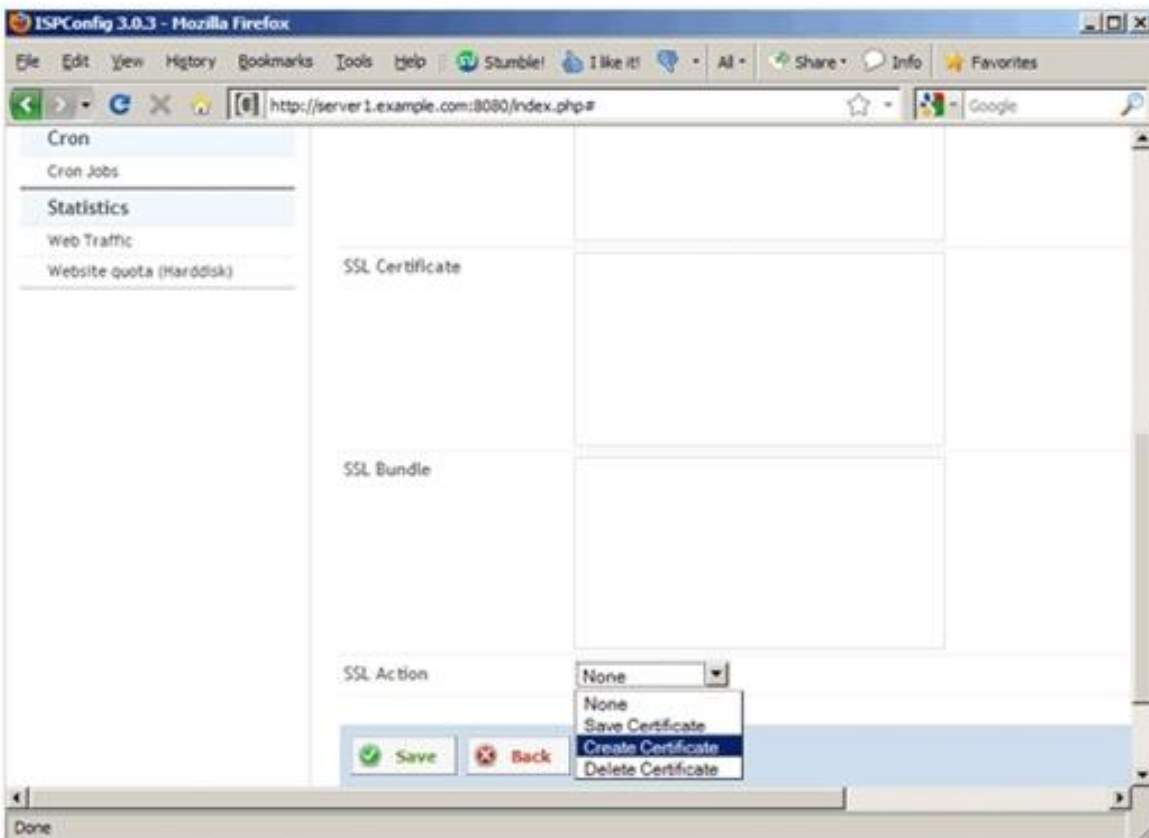 ISPConfig 3.0.3 - Mozilla Firefox
File Edit View History Bookmarks Tools Help Stumble! I like it! All Share Info Favorites
http://server1.example.com:8080/index.php# Google
Cron
Cron Jobs
Statistics
Web Traffic
Website quota (Harddisk)
SSL Certificate
SSL Bundle
SSL Action None
None
Save Certificate
Create Certificate
Delete Certificate
Save Back
Done